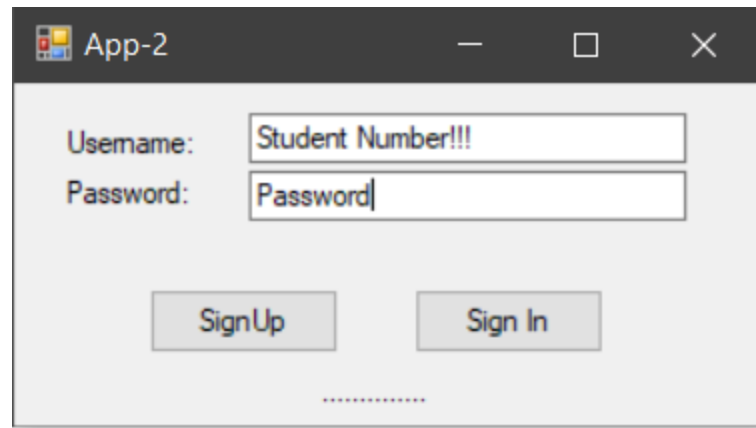 App-2
Username: Student Number!!!
Password: Password
SignUp Sign In
..............